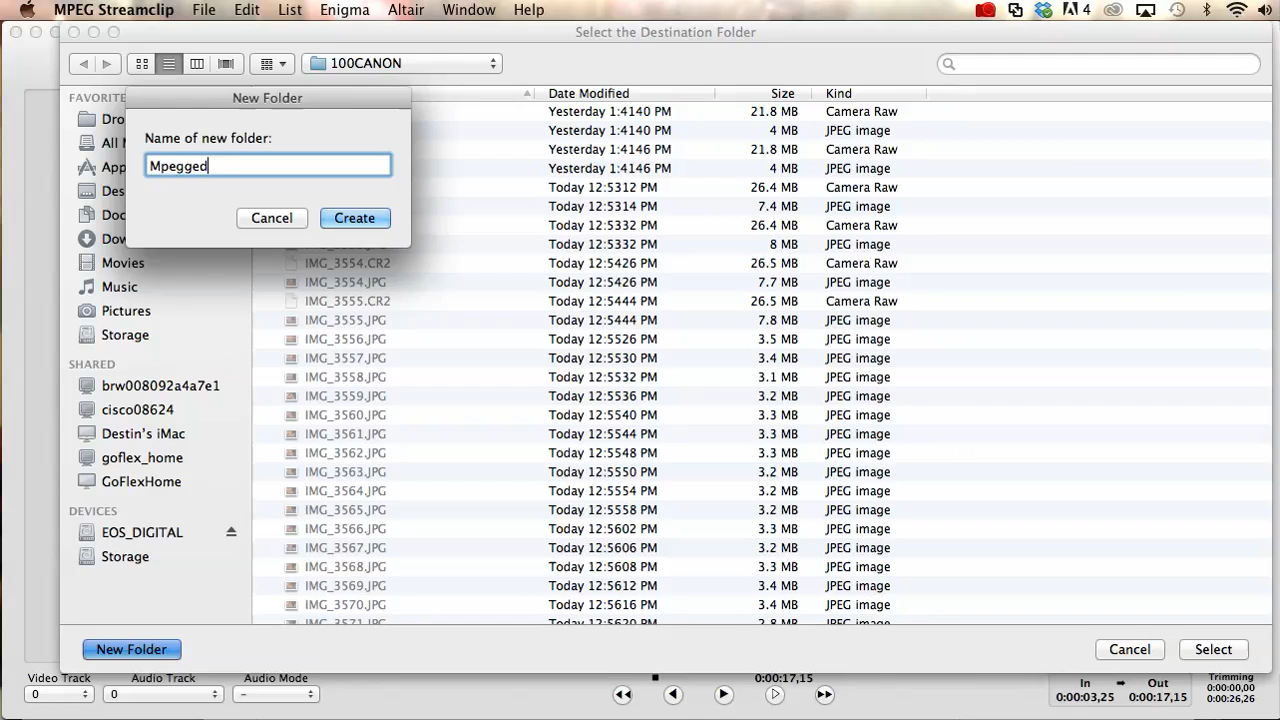 MPEG Streamclip File Edit List Enigma Altair Window Help 4
Select the Destination Folder
100CANON
New Folder
Name of new folder:
Mpegged
Cancel Create
FAVORIT
Dro
All M
App
Des
Doc
Dow
Movies
Music
Pictures
Storage
SHARED
brw008092a4a7e1
cisco08624
Destin's iMac
goflex_home
GoFlexHome
DEVICES
EOS_DIGITAL
Storage
Date Modified Size Kind
Yesterday 1:4140 PM 21.8 MB Camera Raw
Yesterday 1:4140 PM 4 MB JPEG image
Yesterday 1:4146 PM 21.8 MB Camera Raw
Yesterday 1:4146 PM 4 MB JPEG image
Today 12:5312 PM 26.4 MB Camera Raw
Today 12:5314 PM 7.4 MB JPEG image
Today 12:5332 PM 26.4 MB Camera Raw
Today 12:5332 PM 8 MB JPEG image
IMG_3554.CR2 Today 12:5426 PM 26.5 MB Camera Raw
IMG_3554.JPG Today 12:5426 PM 7.7 MB JPEG image
IMG_3555.CR2 Today 12:5444 PM 26.5 MB Camera Raw
IMG_3555.JPG Today 12:5444 PM 7.8 MB JPEG image
IMG_3556.JPG Today 12:5526 PM 3.5 MB JPEG image
IMG_3557.JPG Today 12:5530 PM 3.4 MB JPEG image
IMG_3558.JPG Today 12:5532 PM 3.1 MB JPEG image
IMG_3559.JPG Today 12:5536 PM 3.2 MB JPEG image
IMG_3560.JPG Today 12:5540 PM 3.3 MB JPEG image
IMG_3561.JPG Today 12:5544 PM 3.3 MB JPEG image
IMG_3562.JPG Today 12:5548 PM 3.3 MB JPEG image
IMG_3563.JPG Today 12:5550 PM 3.2 MB JPEG image
IMG_3564.JPG Today 12:5554 PM 3.2 MB JPEG image
IMG_3565.JPG Today 12:5558 PM 3.2 MB JPEG image
IMG_3566.JPG Today 12:5602 PM 3.3 MB JPEG image
IMG_3567.JPG Today 12:5606 PM 3.2 MB JPEG image
IMG_3568.JPG Today 12:5608 PM 3.3 MB JPEG image
IMG_3569.JPG Today 12:5612 PM 3.4 MB JPEG image
IMG_3570.JPG Today 12:5616 PM 3.4 MB JPEG image
IMG_3571.JPG Today 12:5620 PM 2.8 MB JPEG image
New Folder Cancel Select
Video Track Audio Track Audio Mode
0 0 –
0:00:17,15
In Out Trimming
0:00:03,25 0:00:17,15 0:00:00,00
0:00:26,26